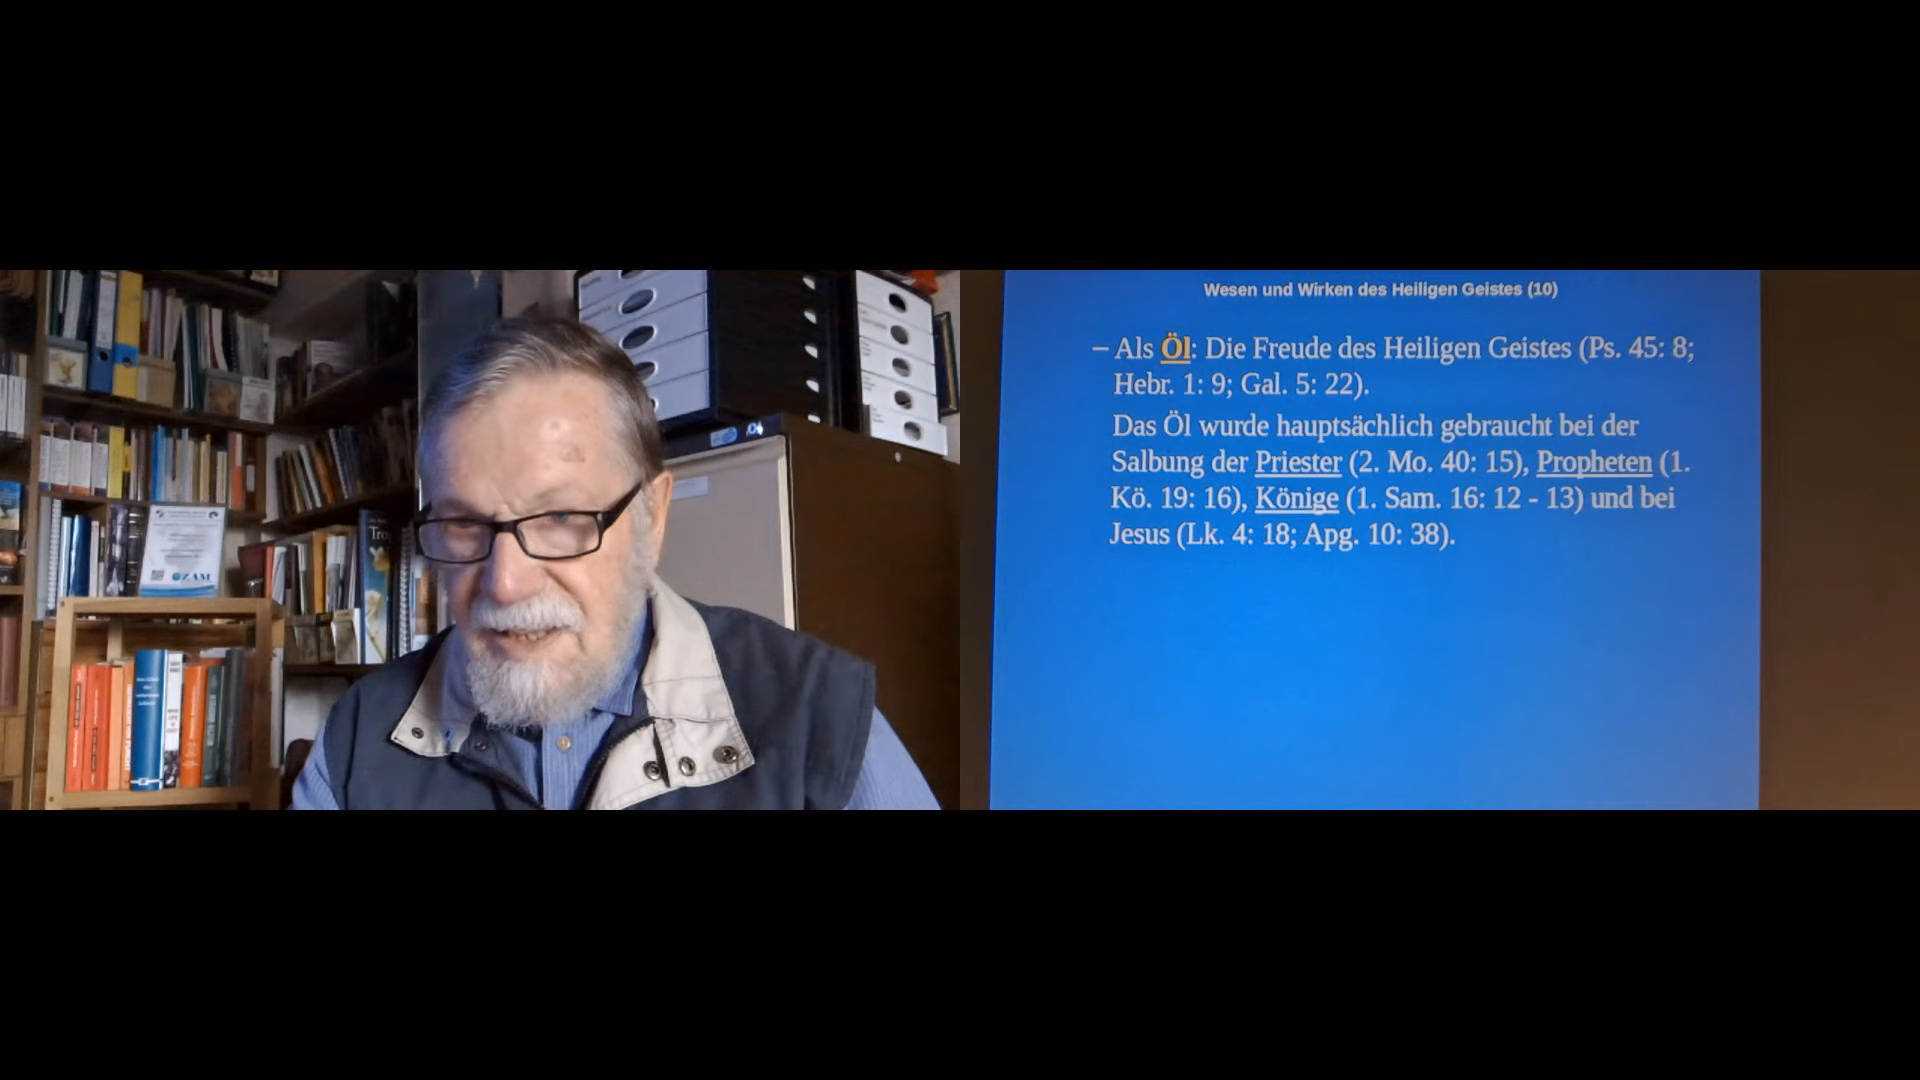 Wesen und Wirken des Heiligen Geistes (10)
– Als Öl: Die Freude des Heiligen Geistes (Ps. 45: 8;
Hebr. 1: 9; Gal. 5: 22).
Das Öl wurde hauptsächlich gebraucht bei der
Salbung der Priester (2. Mo. 40: 15), Propheten (1.
Kö. 19: 16), Könige (1. Sam. 16: 12 - 13) und bei
Jesus (Lk. 4: 18; Apg. 10: 38).
ZAM